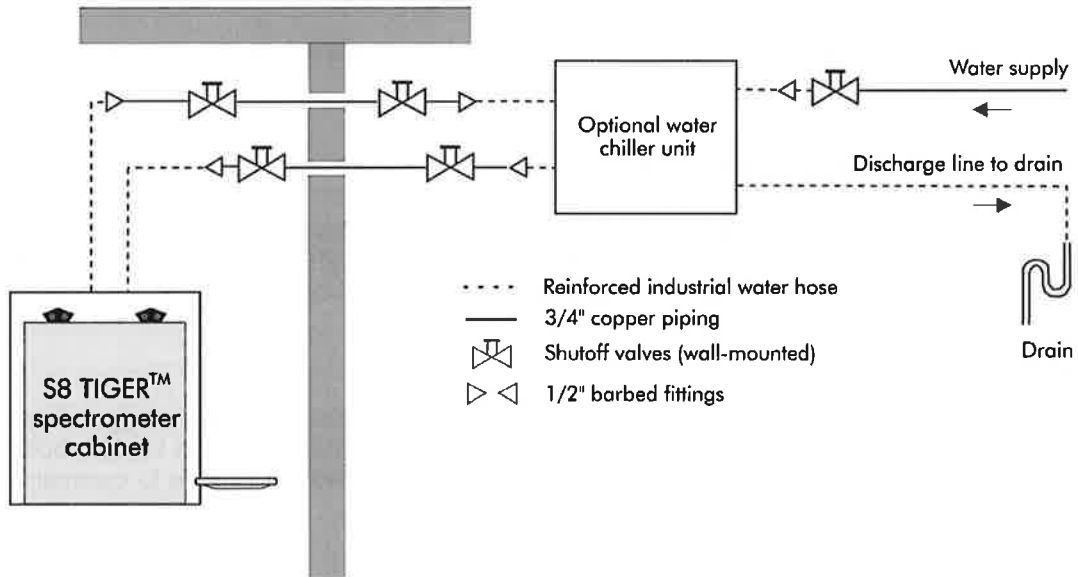 Water supply
Optional water
chiller unit
Discharge line to drain
Reinforced industrial water hose
3/4" copper piping
Shutoff valves (wall-mounted)
1/2" barbed fittings
Drain
S8 TIGER™
spectrometer
cabinet